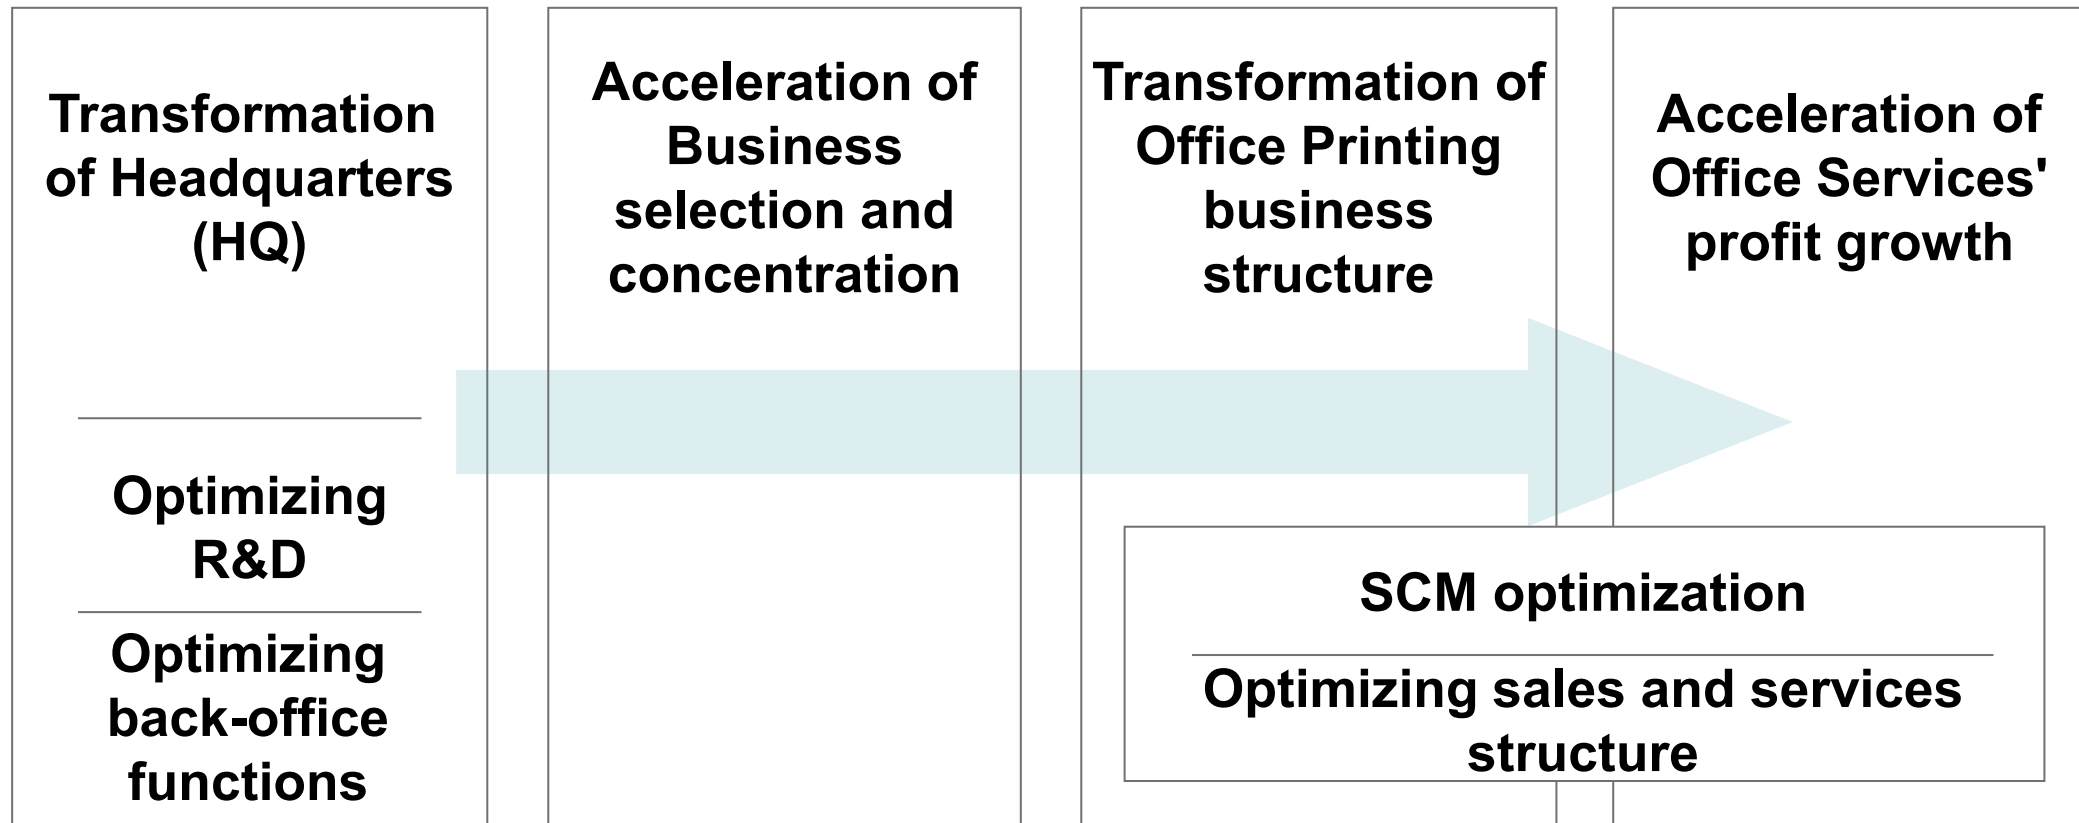 Transformation
of Headquarters
(HQ)
Optimizing
R&D
Optimizing
back-office
functions
Acceleration of
Business
selection and
concentration
Transformation of
Office Printing
business
structure
Acceleration of
Office Services'
profit growth
SCM optimization
Optimizing sales and services
structure